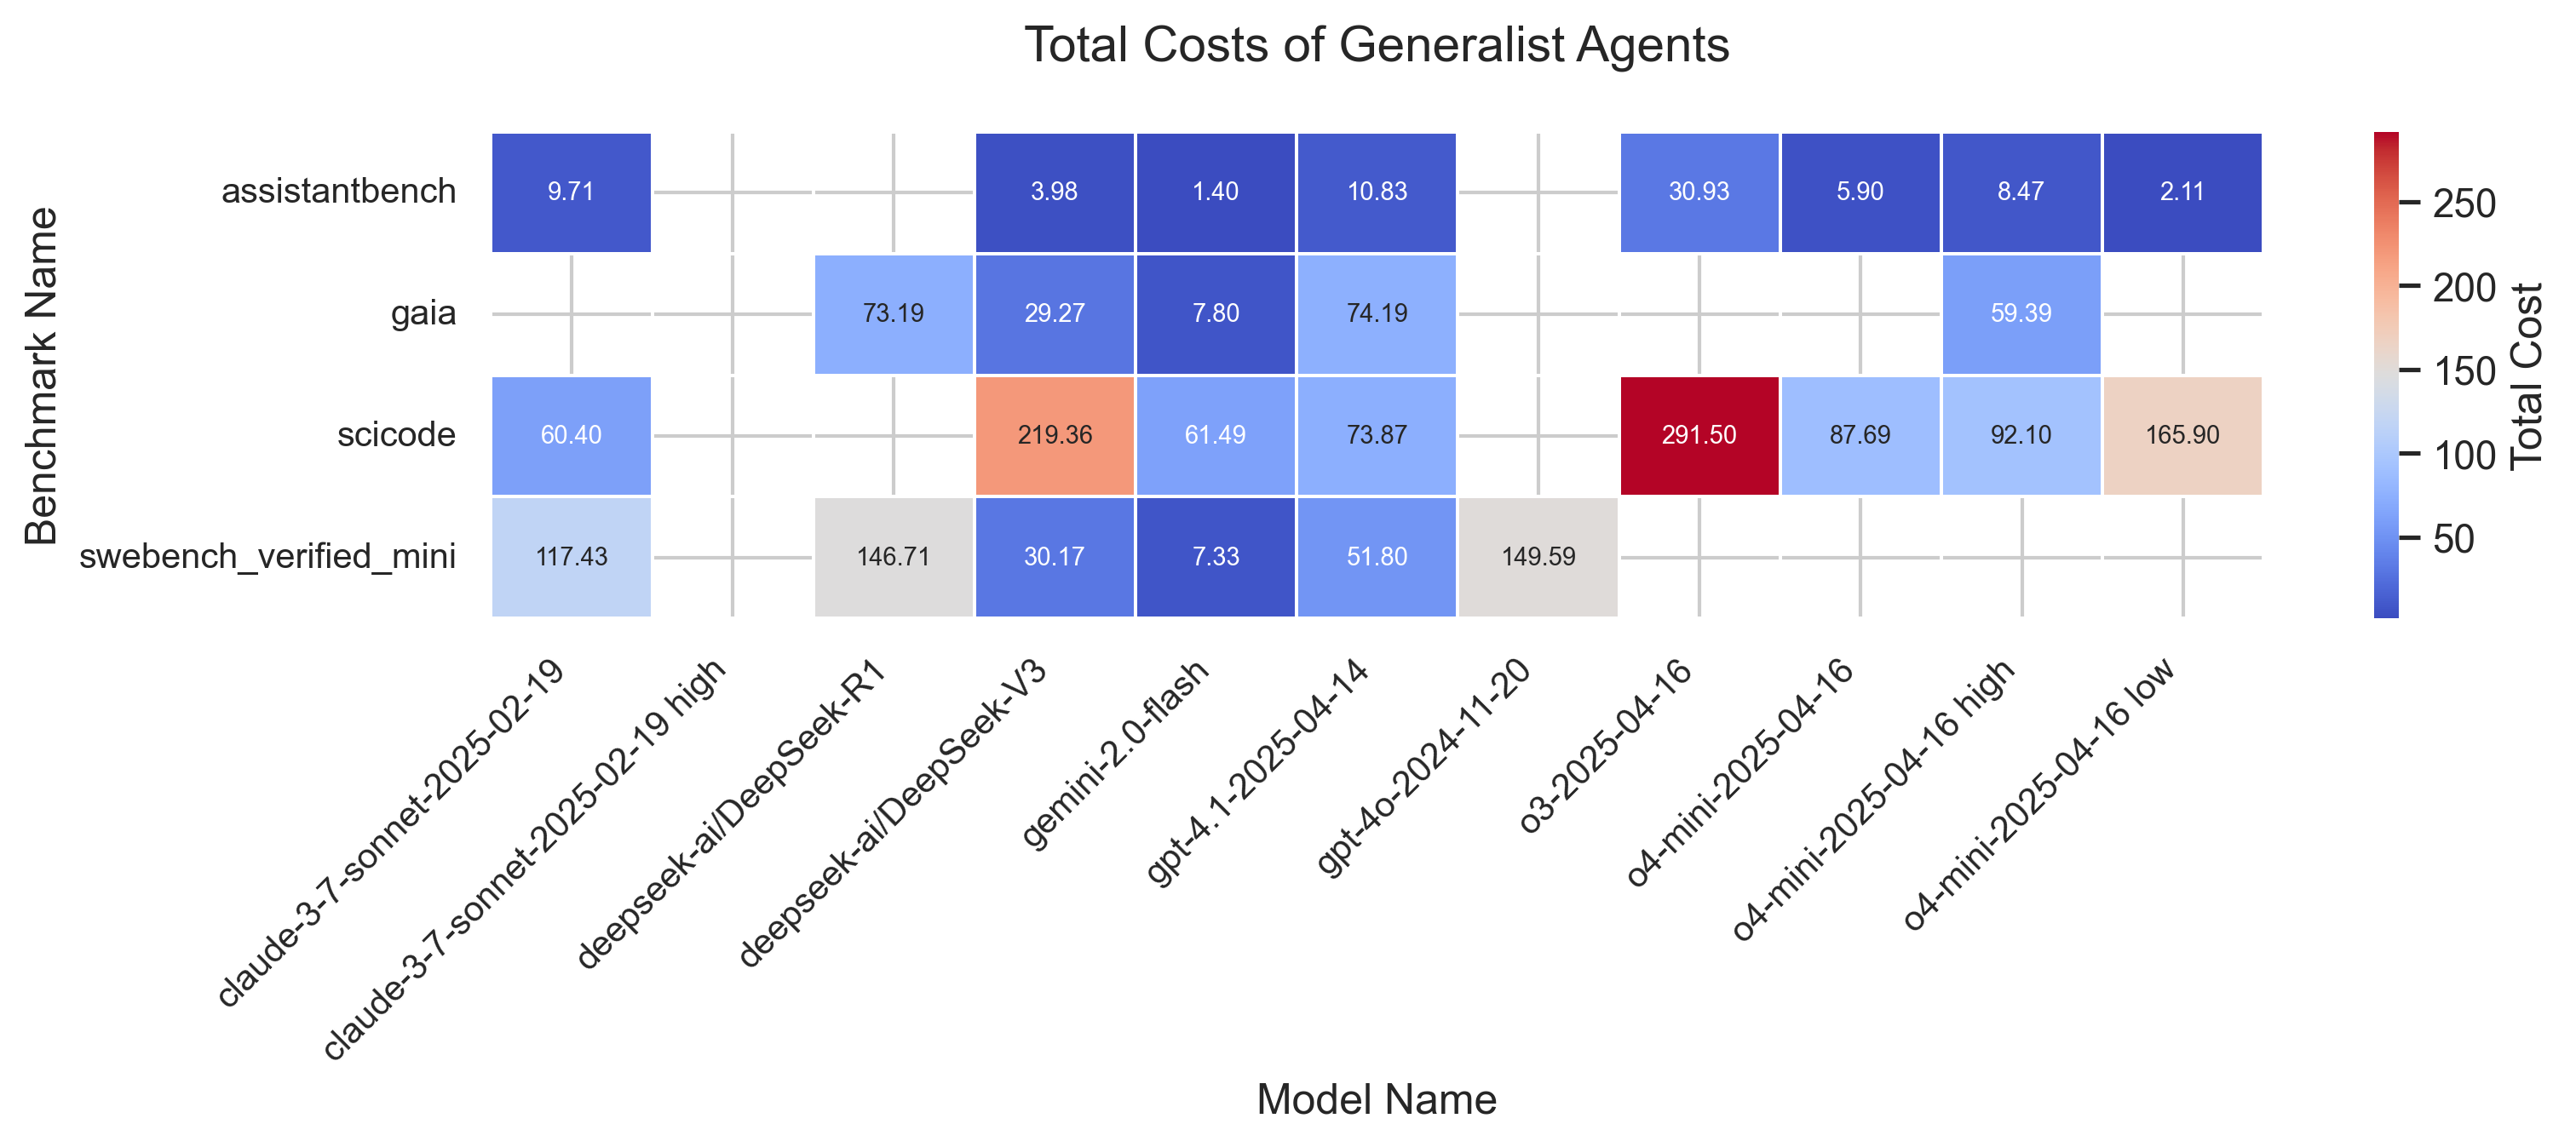 Total Costs of Generalist Agents
Benchmark Name
assistantbench
9.71
3.98
1.40
10.83
30.93
5.90
8.47
2.11
gaia
73.19
29.27
7.80
74.19
59.39
scicode
60.40
219.36
61.49
73.87
291.50
87.69
92.10
165.90
swebench_verified_mini
117.43
146.71
30.17
7.33
51.80
149.59
250
200
150
100
50
Total Cost
claude-3-7-sonnet-2025-02-19
claude-3-7-sonnet-2025-02-19 high
deepseek-ai/DeepSeek-R1
deepseek-ai/DeepSeek-V3
gemini-2.0-flash
gpt-4.1-2025-04-14
gpt-4o-2024-11-20
o3-2025-04-16
o4-mini-2025-04-16
o4-mini-2025-04-16 high
o4-mini-2025-04-16 low
Model Name